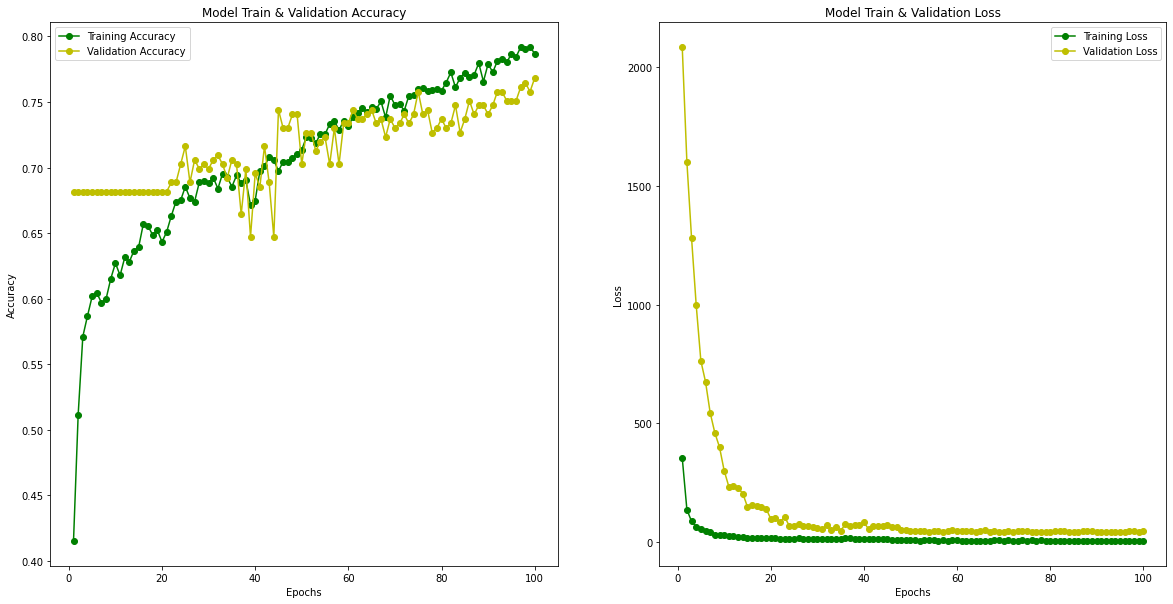 Model Train & Validation Accuracy
Training Accuracy
Validation Accuracy
0.80
0.75
0.70
0.65
0.60
0.55
0.50
0.45
0.40
Accuracy
0
20
40
60
80
100
Epochs
Model Train & Validation Loss
Training Loss
Validation Loss
2000
1500
1000
500
0
Loss
0
20
40
60
80
100
Epochs